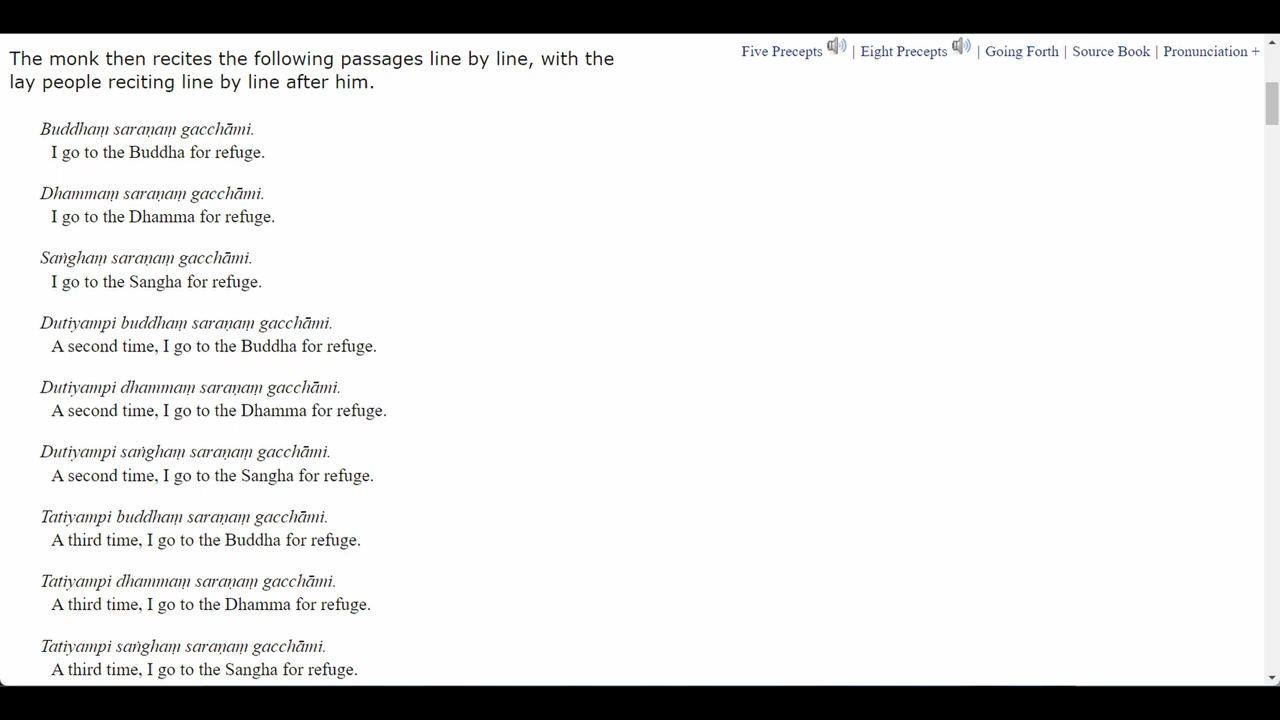 Five Precepts | Eight Precepts | Going Forth | Source Book | Pronunciation +
The monk then recites the following passages line by line, with the
lay people reciting line by line after him.
Buddhaṃ saraṇaṃ gacchāmi.
I go to the Buddha for refuge.
Dhammaṃ saraṇaṃ gacchāmi.
I go to the Dhamma for refuge.
Saṅghaṃ saraṇaṃ gacchāmi.
I go to the Sangha for refuge.
Dutiyampi buddhaṃ saraṇaṃ gacchāmi.
A second time, I go to the Buddha for refuge.
Dutiyampi dhammaṃ saraṇaṃ gacchāmi.
A second time, I go to the Dhamma for refuge.
Dutiyampi saṅghaṃ saraṇaṃ gacchāmi.
A second time, I go to the Sangha for refuge.
Tatiyampi buddhaṃ saraṇaṃ gacchāmi.
A third time, I go to the Buddha for refuge.
Tatiyampi dhammaṃ saraṇaṃ gacchāmi.
A third time, I go to the Dhamma for refuge.
Tatiyampi saṅghaṃ saraṇaṃ gacchāmi.
A third time, I go to the Sangha for refuge.